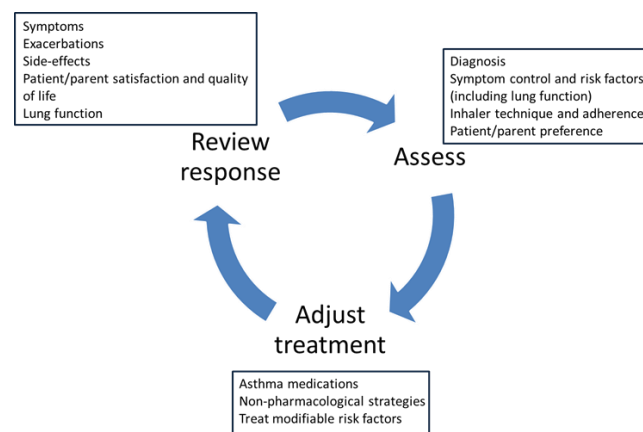 Symptoms
Exacerbations
Side-effects
Patient/parent satisfaction and quality
of life
Lung function
Review
response
Diagnosis
Symptom control and risk factors
(including lung function)
Inhaler technique and adherence
Patient/parent preference
Assess
Adjust
treatment
Asthma medications
Non-pharmacological strategies
Treat modifiable risk factors